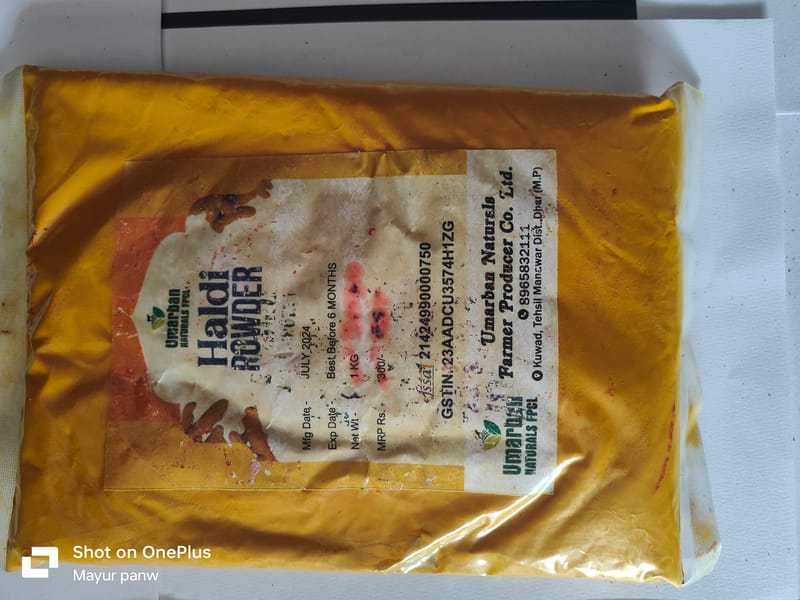 Umarban
NATURALS FPCL
Haldi
POWDER
Mfg Date - JULY 2024
Exp Date - Best Before 6 MONTHS
Net Wt - 1 KG
MRP Rs. 300/-
fssai 21424990000750
GSTIN: 23AADCU3574H1ZG
Umarban
NATURALS FPCL
Umarban Naturals
Farmer Producer Co. Ltd.
8965832111
Kuwad, Tehsil Manawar Dist. Dhar (M.P)
Shot on OnePlus
Mayur panw